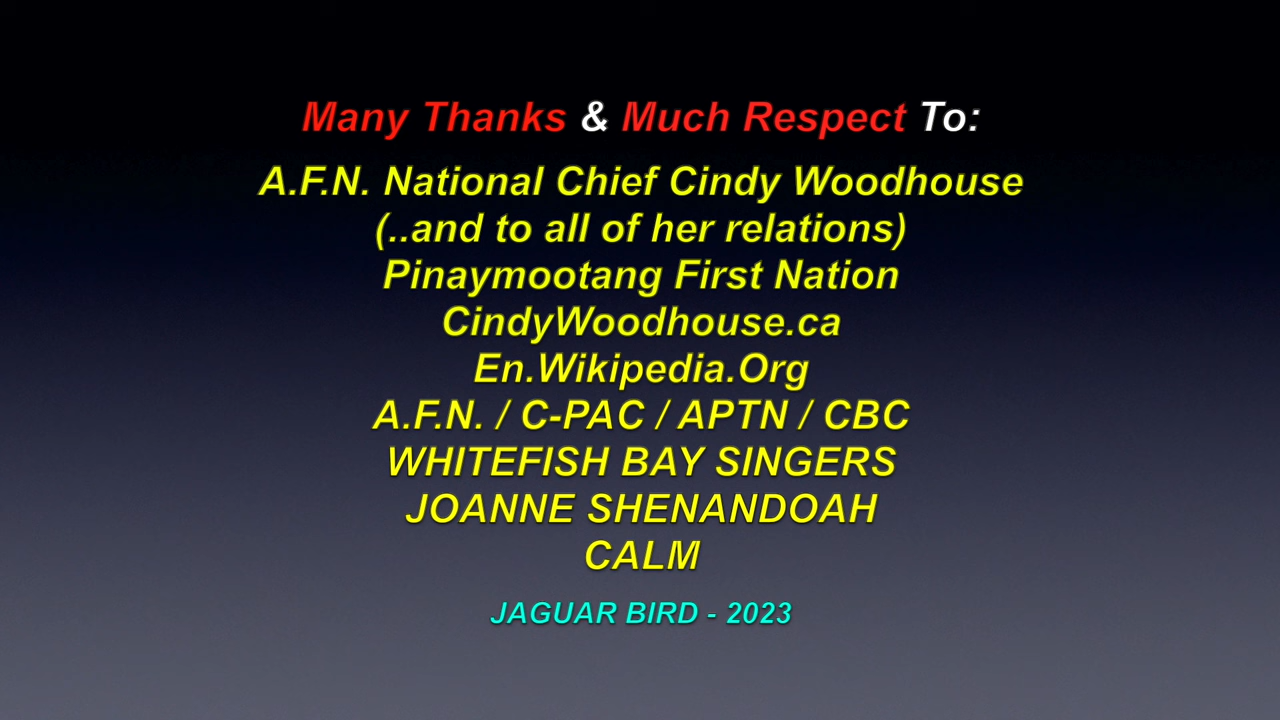 Many Thanks & Much Respect To:
A.F.N. National Chief Cindy Woodhouse
(..and to all of her relations)
Pinaymootang First Nation
CindyWoodhouse.ca
En.Wikipedia.Org
A.F.N. / C-PAC / APTN / CBC
WHITEFISH BAY SINGERS
JOANNE SHENANDOAH
CALM
JAGUAR BIRD - 2023